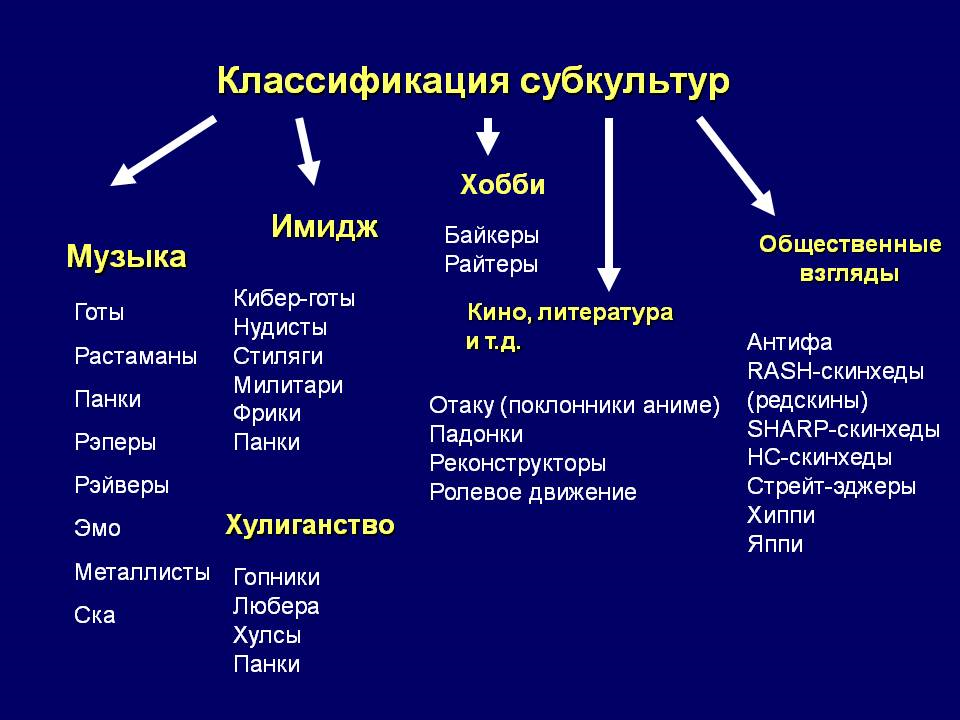 Классификация субкультур
Музыка
Готы
Растаманы
Панки
Рэперы
Рэйверы
Эмо
Металлисты
Ска
Имидж
Кибер-готы
Нудисты
Стиляги
Милитари
Фрики
Панки
Хулиганство
Гопники
Любера
Хулсы
Панки
Хобби
Байкеры
Райтеры
Кино, литература
и т.д.
Отаку (поклонники аниме)
Падонки
Реконструкторы
Ролевое движение
Общественные
взгляды
Антифа
RASH-скинхеды
(редскины)
SHARP-скинхеды
НС-скинхеды
Стрейт-эджеры
Хиппи
Яппи